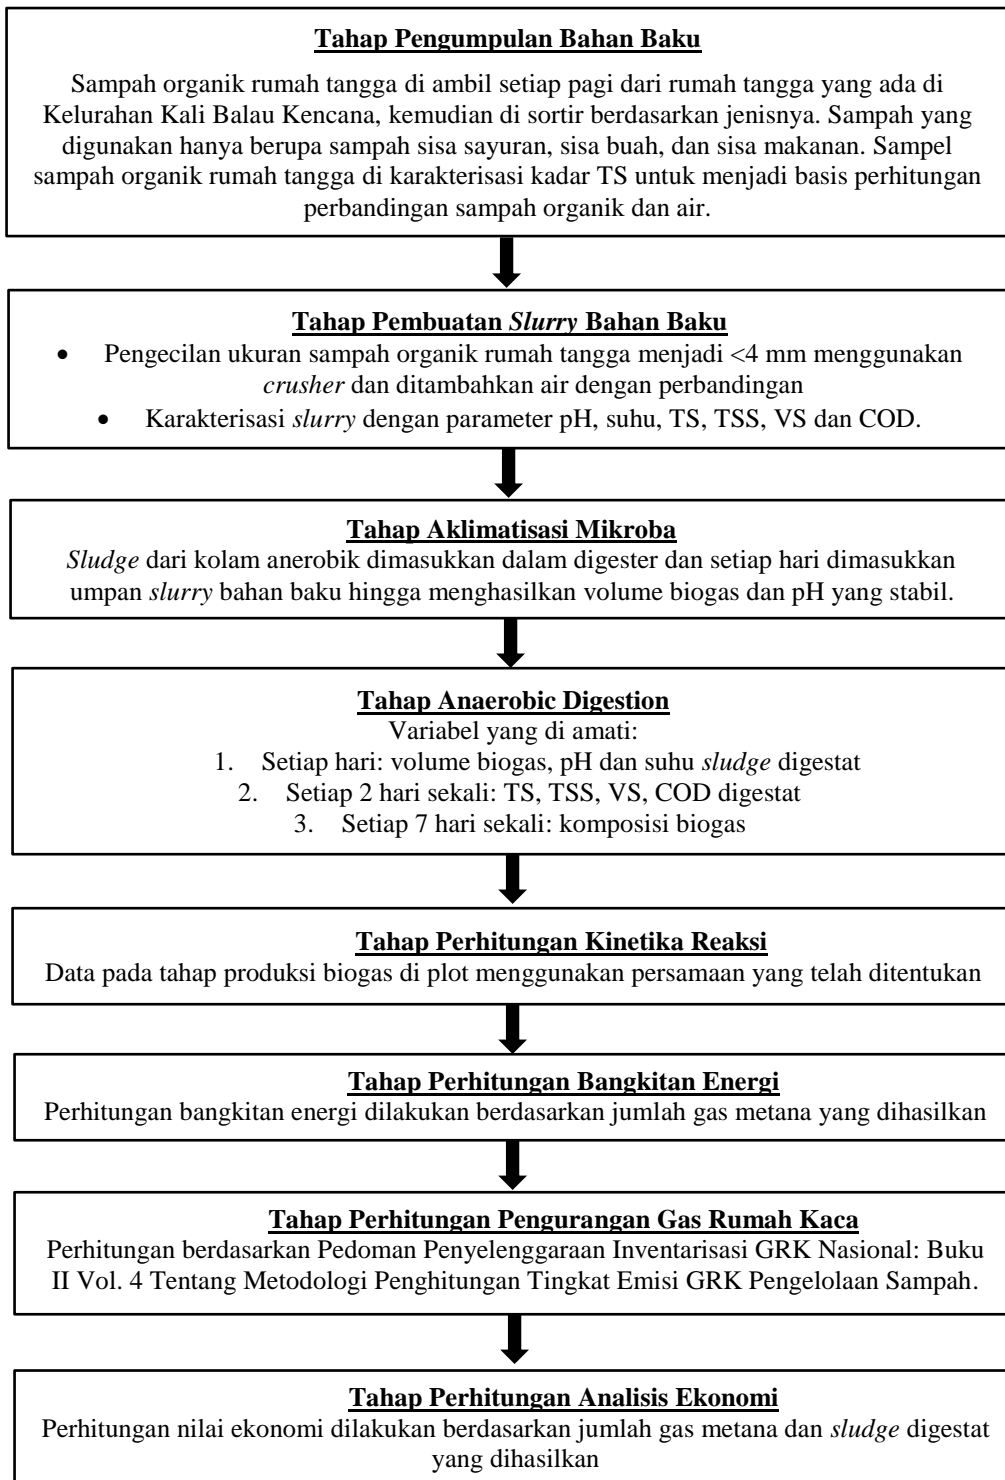 Tahap Pengumpulan Bahan Baku
Sampah organik rumah tangga di ambil setiap pagi dari rumah tangga yang ada di
Kelurahan Kali Balau Kencana, kemudian di sortir berdasarkan jenisnya. Sampah yang
digunakan hanya berupa sampah sisa sayuran, sisa buah, dan sisa makanan. Sampel
sampah organik rumah tangga di karakterisasi kadar TS untuk menjadi basis perhitungan
perbandingan sampah organik dan air.
Tahap Pembuatan Slurry Bahan Baku
• Pengecilan ukuran sampah organik rumah tangga menjadi <4 mm menggunakan
crusher dan ditambahkan air dengan perbandingan
• Karakterisasi slurry dengan parameter pH, suhu, TS, TSS, VS dan COD.
Tahap Aklimatisasi Mikroba
Sludge dari kolam anerobik dimasukkan dalam digester dan setiap hari dimasukkan
umpan slurry bahan baku hingga menghasilkan volume biogas dan pH yang stabil.
Tahap Anaerobic Digestion
Variabel yang di amati:
1. Setiap hari: volume biogas, pH dan suhu sludge digestat
2. Setiap 2 hari sekali: TS, TSS, VS, COD digestat
3. Setiap 7 hari sekali: komposisi biogas
Tahap Perhitungan Kinetika Reaksi
Data pada tahap produksi biogas di plot menggunakan persamaan yang telah ditentukan
Tahap Perhitungan Bangkitan Energi
Perhitungan bangkitan energi dilakukan berdasarkan jumlah gas metana yang dihasilkan
Tahap Perhitungan Pengurangan Gas Rumah Kaca
Perhitungan berdasarkan Pedoman Penyelenggaraan Inventarisasi GRK Nasional: Buku
II Vol. 4 Tentang Metodologi Penghitungan Tingkat Emisi GRK Pengelolaan Sampah.
Tahap Perhitungan Analisis Ekonomi
Perhitungan nilai ekonomi dilakukan berdasarkan jumlah gas metana dan sludge digestat
yang dihasilkan